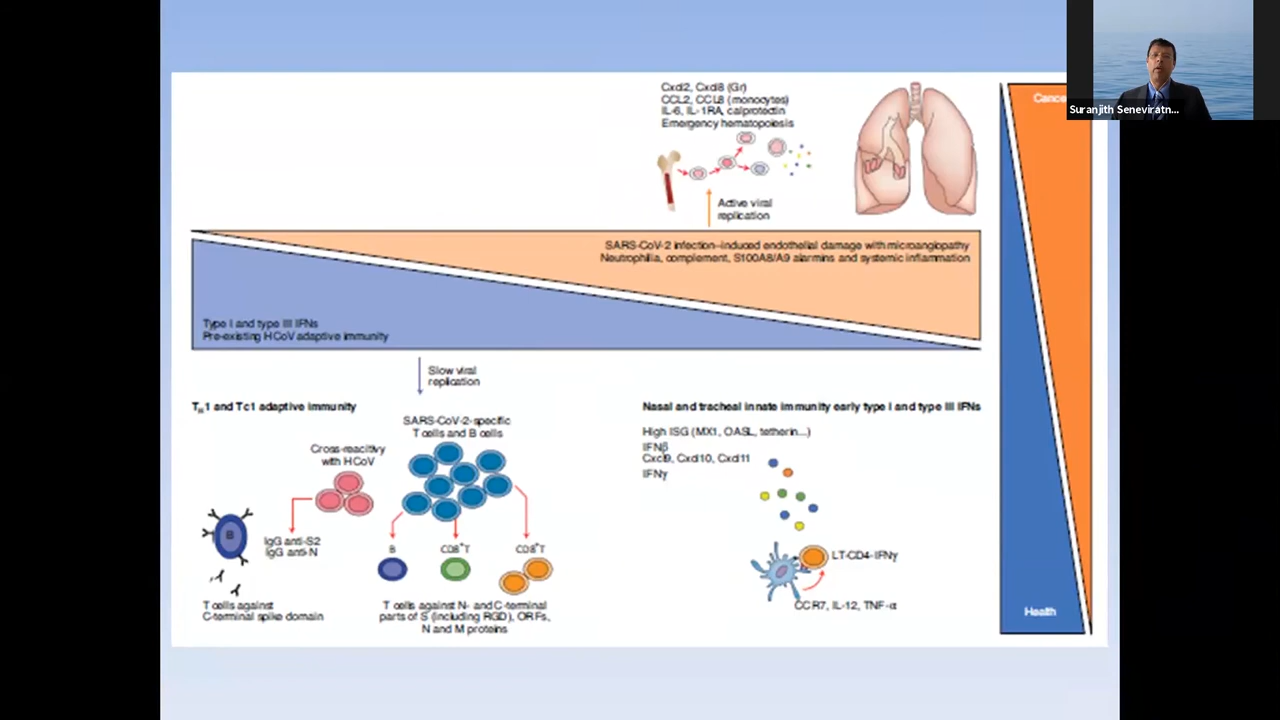 Cxcl2, Cxcl8 (Gr)
CCL2, CCL8 (monocytes)
IL-6, IL-1RA, calprotectin
Emergency hematopoiesis
Suranjith Seneviratn...
Active viral
replication
SARS-CoV-2 infection–induced endothelial damage with microangiopathy
Neutrophilia, complement, S100A8/A9 alarmins and systemic inflammation
Type I and type III IFNs
Pre-existing HCoV adaptive immunity
Slow viral
replication
TH1 and Tc1 adaptive immunity
SARS-CoV-2-specific
T cells and B cells
Cross-reacitivy
with HCoV
B
IgG anti-S2
IgG anti-N
B
CD8+T
CD8+T
T cells against
C-terminal spike domain
T cells against N- and C-terminal
parts of S (including RGD), ORFs,
N and M proteins
Nasal and tracheal innate immunity early type I and type III IFNs
High ISG (MX1, OASL, tetherin...)
IFNβ
Cxcl9, Cxcl10, Cxcl11
IFNγ
LT-CD4-IFNγ
CCR7, IL-12, TNF-α
Health